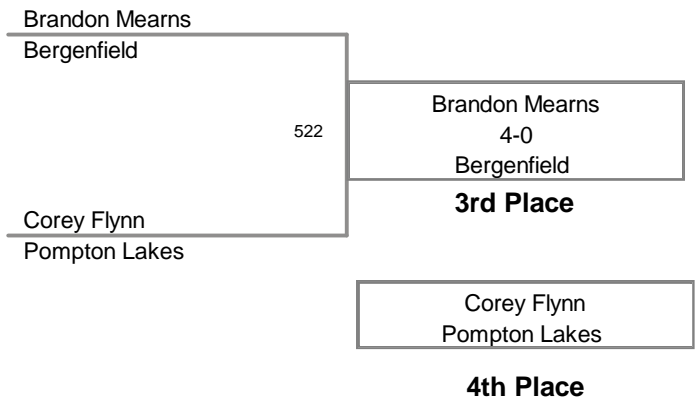 Brandon Mearns
Bergenfield
522
Brandon Mearns
4-0
Bergenfield
3rd Place
Corey Flynn
Pompton Lakes
Corey Flynn
Pompton Lakes
4th Place